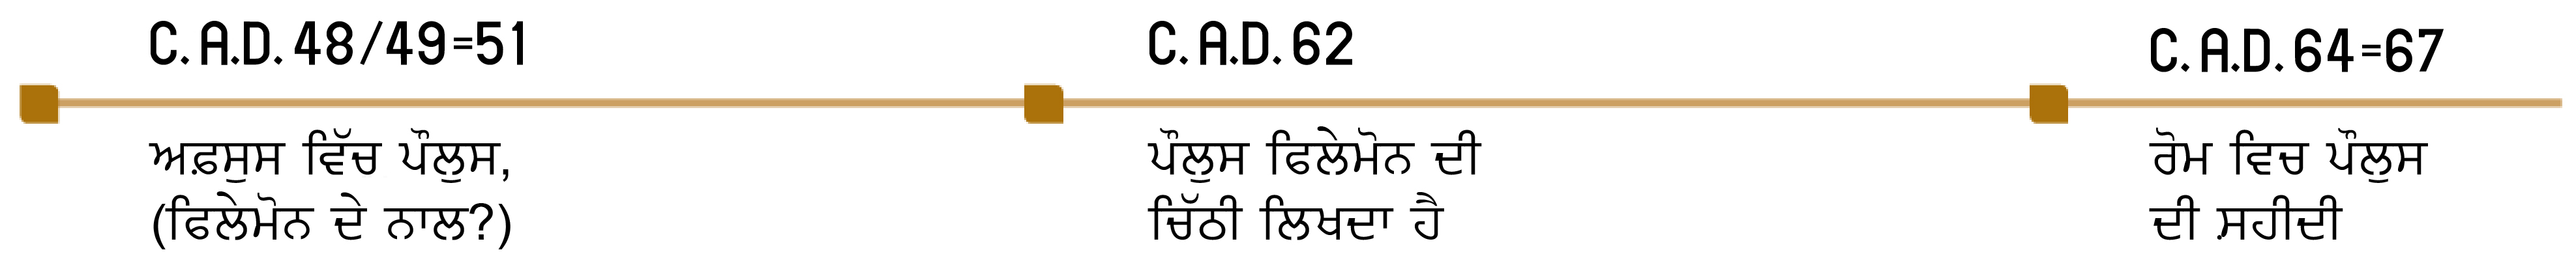 C. A.D. 48/49=51
ਅਫ਼ਸੁਸ ਵਿੱਚ ਪੌਲੁਸ,
(ਫਿਲੇਮੋਨ ਦੇ ਨਾਲ?)
C. A.D. 62
ਪੌਲੁਸ ਫਿਲੇਮੋਨ ਦੀ
ਚਿੱਠੀ ਲਿਖਦਾ ਹੈ
C. A.D. 64=67
ਰੋਮ ਵਿਚ ਪੌਲੁਸ
ਦੀ ਸ਼ਹੀਦੀ